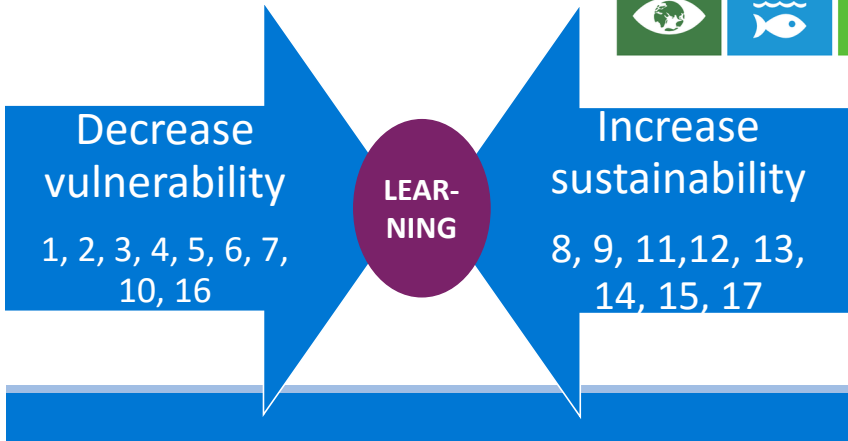 Decrease
vulnerability
1, 2, 3, 4, 5, 6, 7,
10, 16
LEAR-
NING
Increase
sustainability
8, 9, 11,12, 13,
14, 15, 17